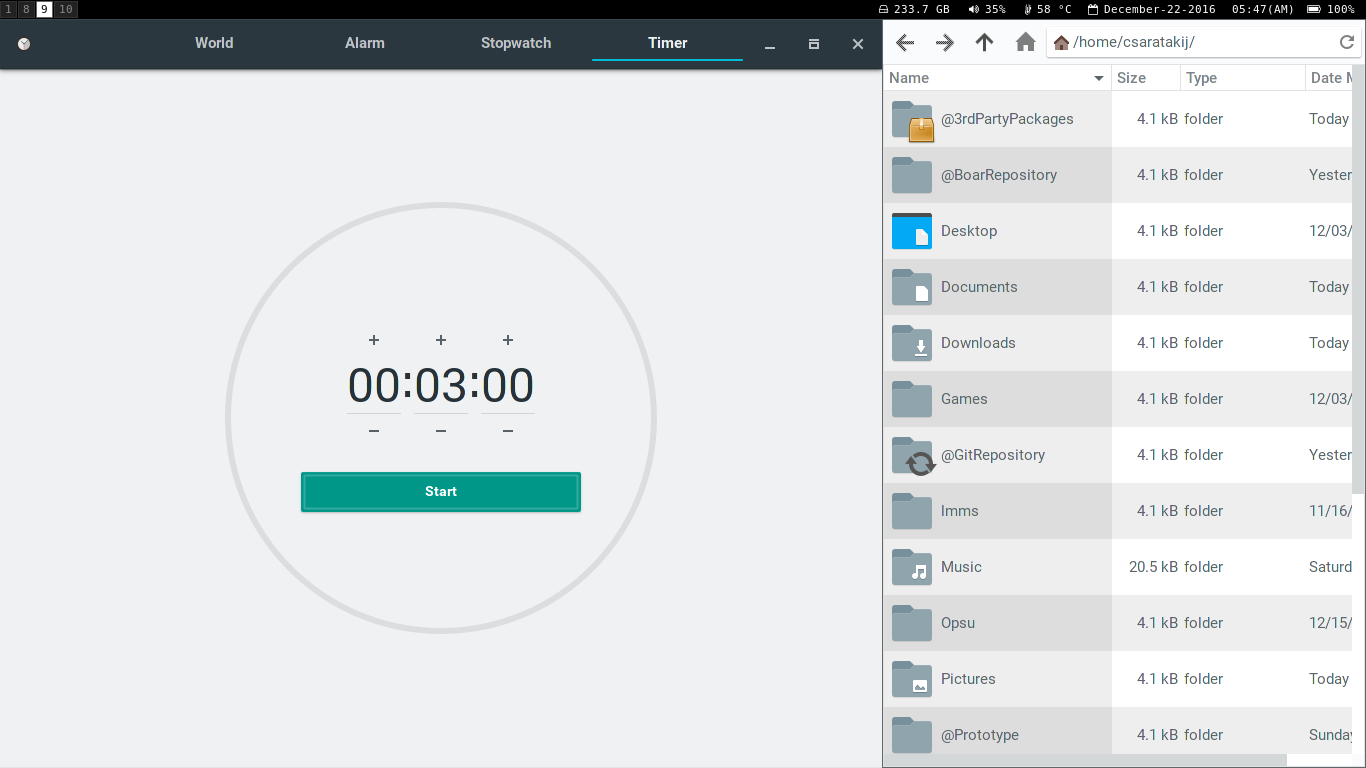 1 8 9 10 233.7 GB 35% 58 °C December-22-2016 05:47(AM) 100%
World Alarm Stopwatch Timer
00:03:00
Start
/home/csaratakij/
Name Size Type Date M
@3rdPartyPackages 4.1 kB folder Today
@BoarRepository 4.1 kB folder Yester
Desktop 4.1 kB folder 12/03/
Documents 4.1 kB folder Today
Downloads 4.1 kB folder Today
Games 4.1 kB folder 12/03/
@GitRepository 4.1 kB folder Yester
Imms 4.1 kB folder 11/16/
Music 20.5 kB folder Saturd
Opsu 4.1 kB folder 12/15/
Pictures 4.1 kB folder Today
@Prototype 4.1 kB folder Sunday